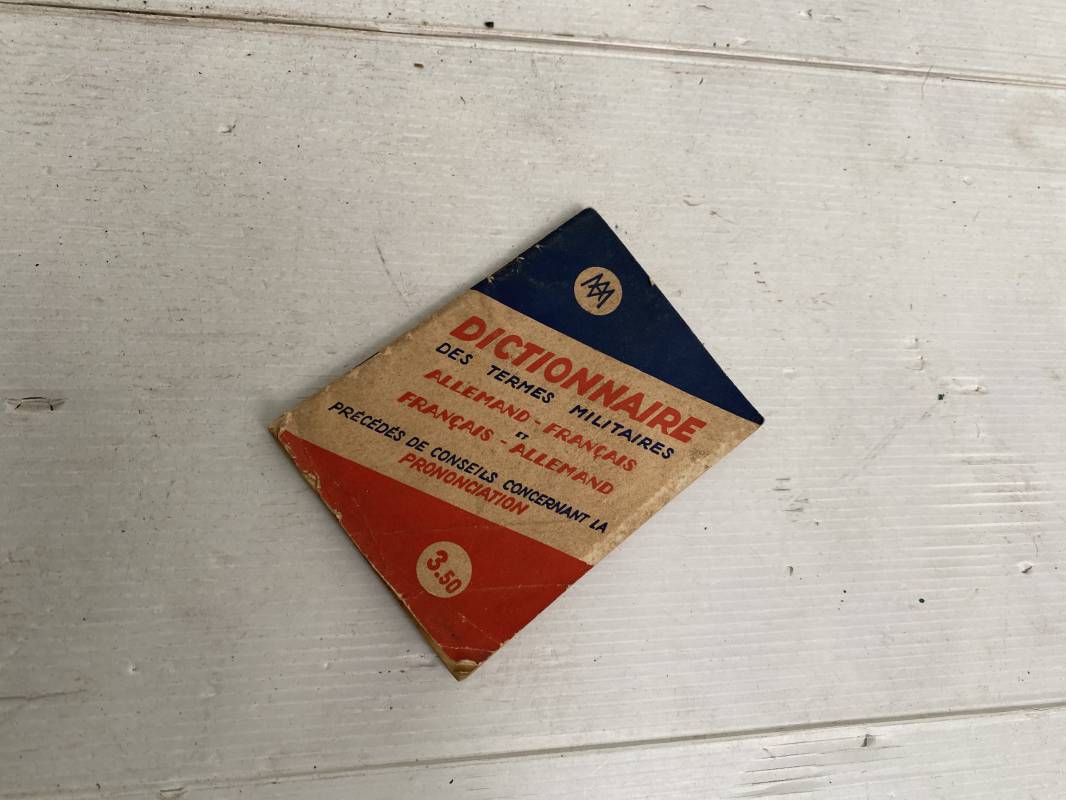 DICTIONNAIRE
DES TERMES MILITAIRES
ALLEMAND - FRANÇAIS
ET
FRANÇAIS - ALLEMAND
PRÉCÉDÉS DE CONSEILS CONCERNANT LA
PRONONCIATION
3.50